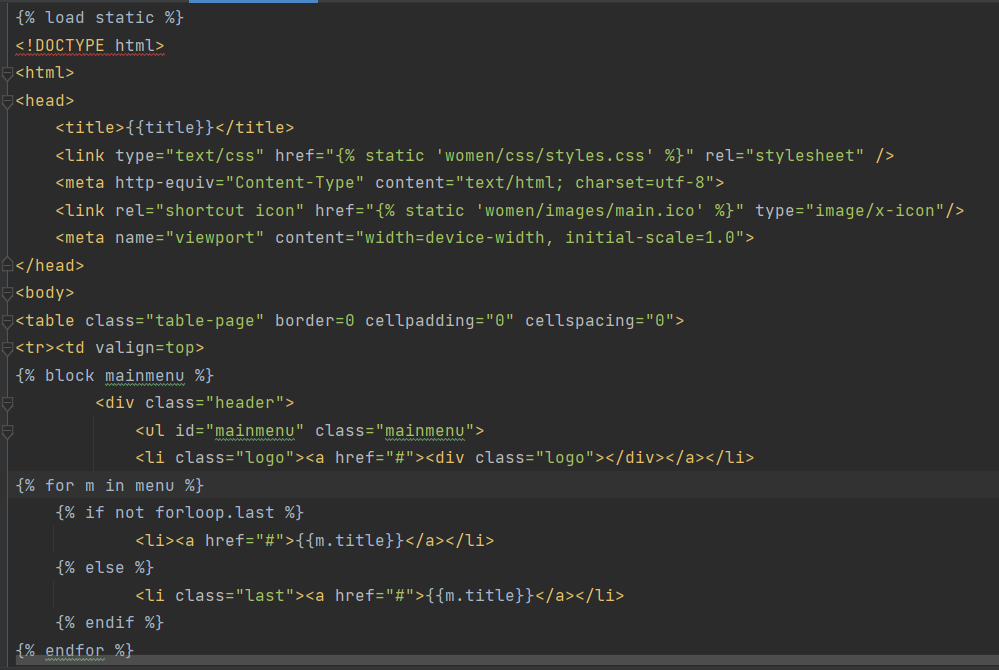 {% load static %}
<!DOCTYPE html>
<html>
<head>
    <title>{{title}}</title>
    <link type="text/css" href="{% static 'women/css/styles.css' %}" rel="stylesheet" />
    <meta http-equiv="Content-Type" content="text/html; charset=utf-8">
    <link rel="shortcut icon" href="{% static 'women/images/main.ico' %}" type="image/x-icon"/>
    <meta name="viewport" content="width=device-width, initial-scale=1.0">
</head>
<body>
<table class="table-page" border=0 cellpadding="0" cellspacing="0">
<tr><td valign=top>
{% block mainmenu %}
        <div class="header">
            <ul id="mainmenu" class="mainmenu">
            <li class="logo"><a href="#"><div class="logo"></div></a></li>
{% for m in menu %}
    {% if not forloop.last %}
            <li><a href="#">{{m.title}}</a></li>
    {% else %}
            <li class="last"><a href="#">{{m.title}}</a></li>
    {% endif %}
{% endfor %}